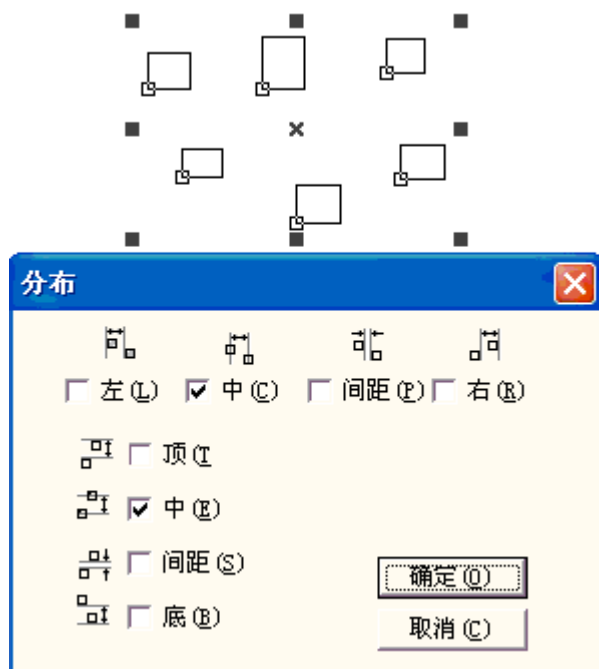 分布
左(L) 中(C) 间距(P) 右(R)
顶(T
中(E)
间距(S)
底(B)
确定(O)
取消(C)